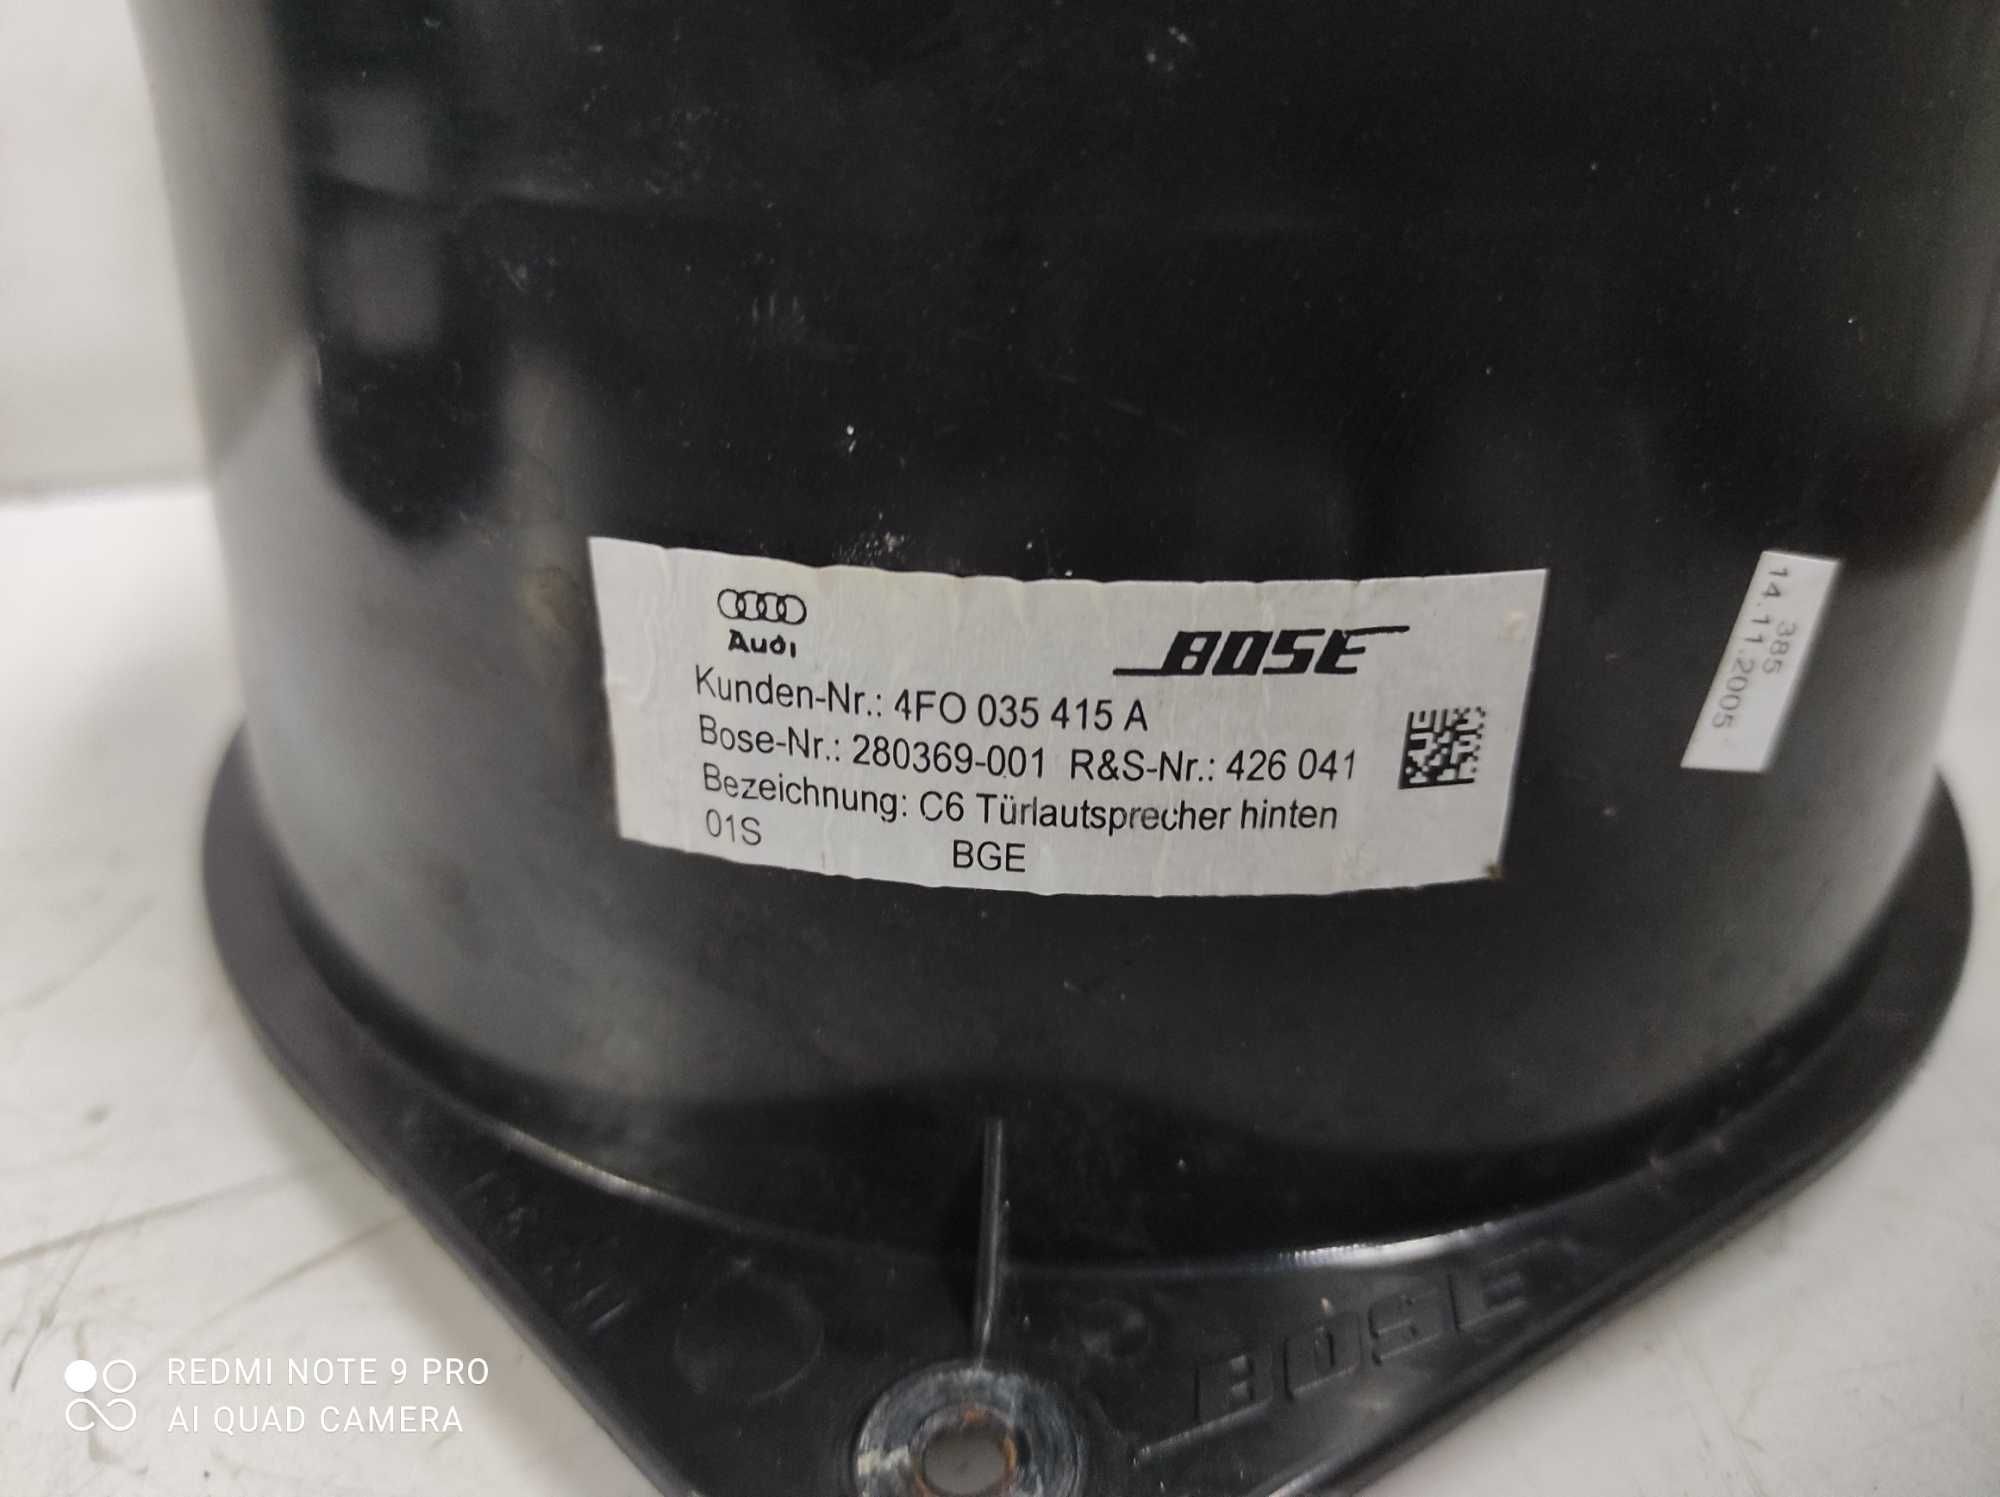 Audi
BOSE
Kunden-Nr.: 4FO 035 415 A
Bose-Nr.: 280369-001 R&S-Nr.: 426 041
Bezeichnung: C6 Türlautsprecher hinten
01S BGE
385
14.11.2005
BOSE
REDMI NOTE 9 PRO
AI QUAD CAMERA